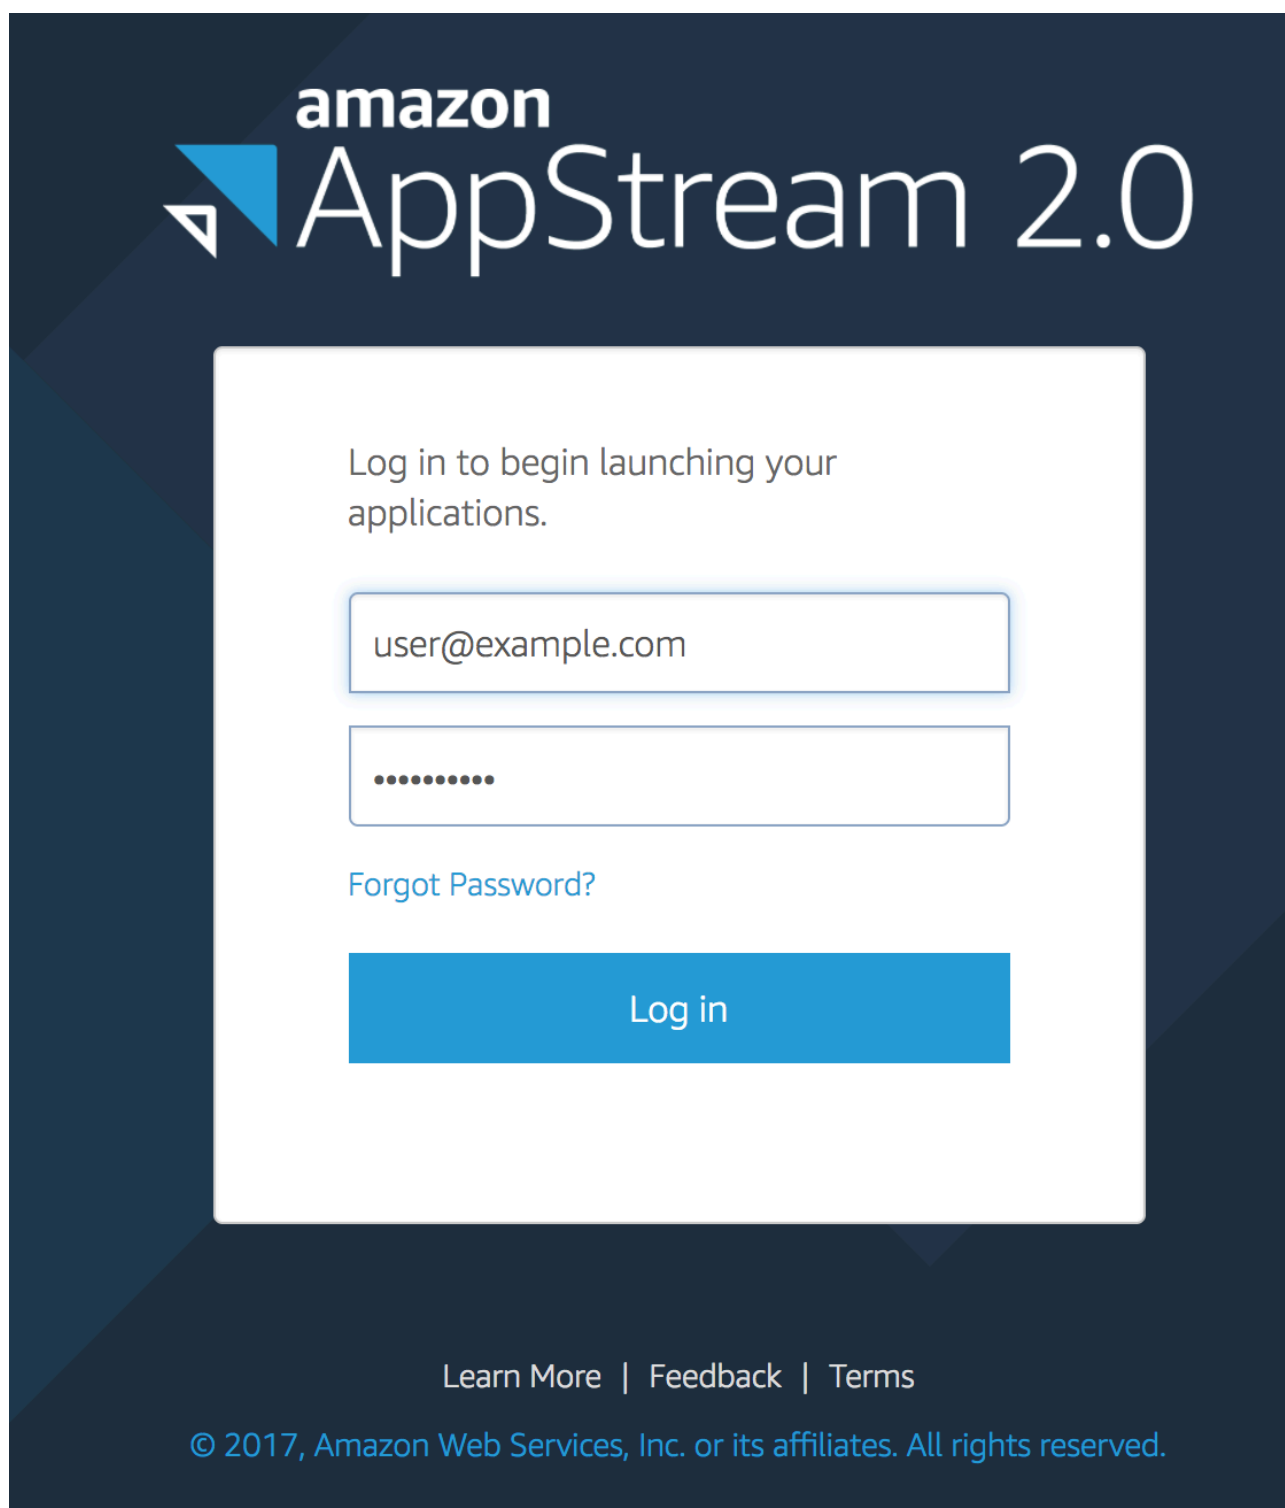 amazon
AppStream 2.0
Log in to begin launching your
applications.
user@example.com
••••••••••
Forgot Password?
Log in
Learn More | Feedback | Terms
© 2017, Amazon Web Services, Inc. or its affiliates. All rights reserved.